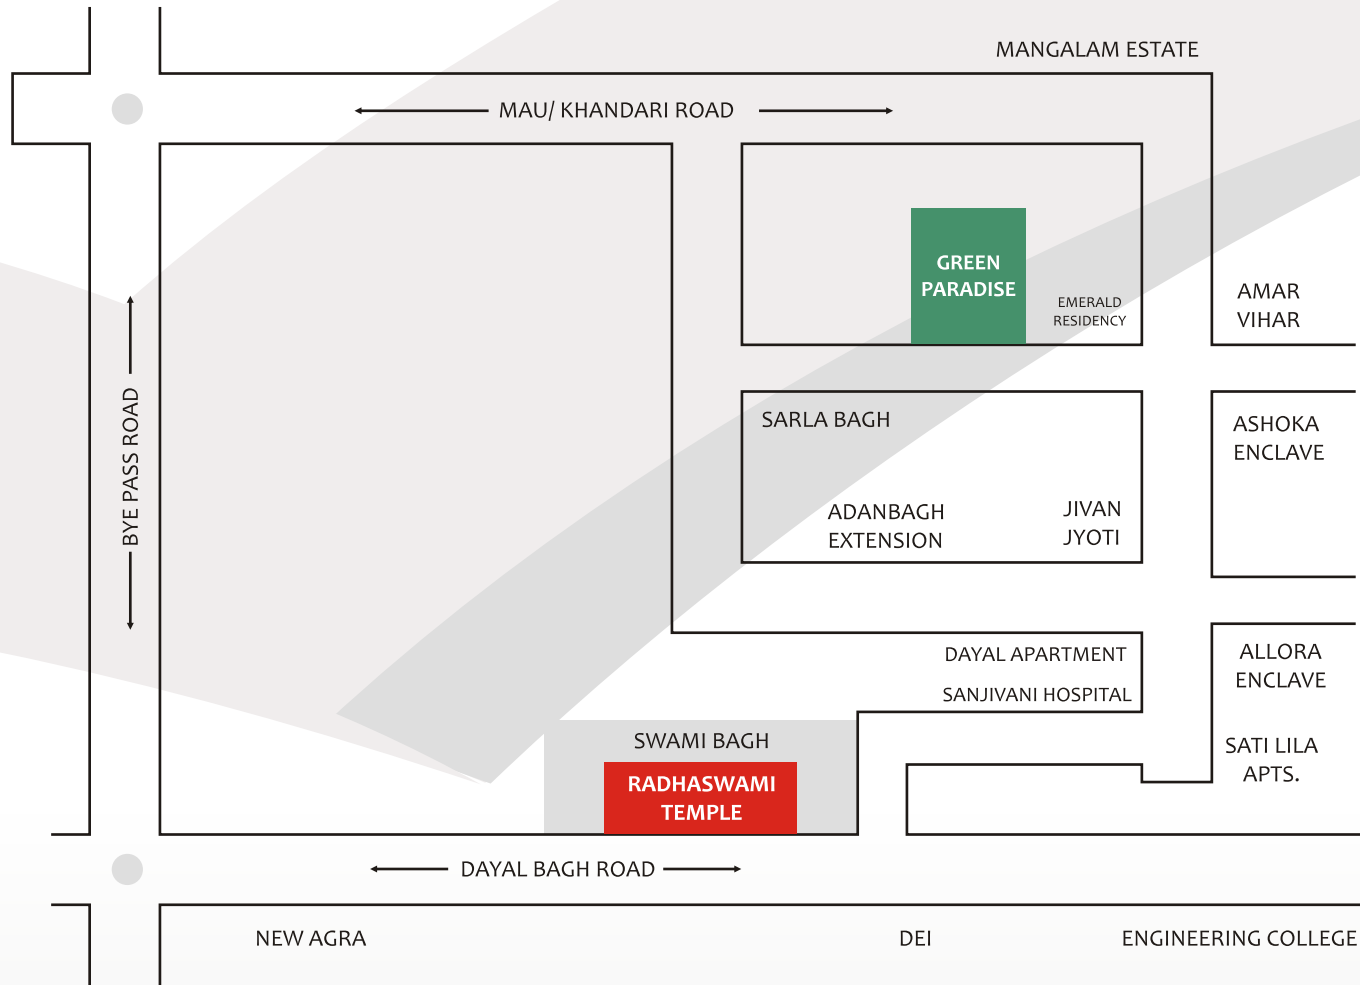 MANGALAM ESTATE
MAU/ KHANDARI ROAD
GREEN
PARADISE
EMERALD
RESIDENCY
AMAR
VIHAR
BYE PASS ROAD
SARLA BAGH
ASHOKA
ENCLAVE
ADANBAGH
EXTENSION
JIVAN
JYOTI
DAYAL APARTMENT
SANJIVANI HOSPITAL
ALLORA
ENCLAVE
SWAMI BAGH
RADHASWAMI
TEMPLE
SATI LILA
APTS.
DAYAL BAGH ROAD
NEW AGRA
DEI
ENGINEERING COLLEGE